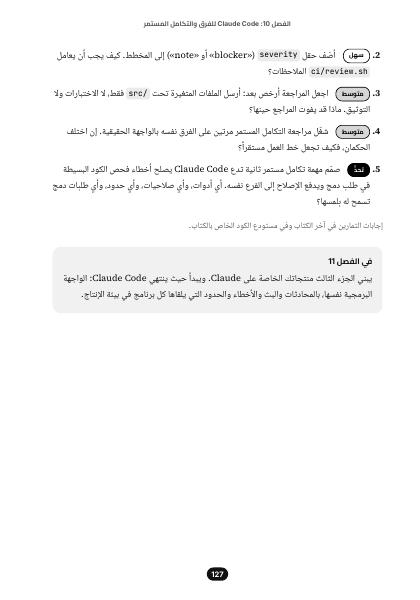 الفصل 10: Claude Code للفرق والتكامل المستمر
2. سهل أضف حقل severity («blocker» أو «note») إلى المخطط. كيف يجب أن يعامل
ci/review.sh الملاحظات؟
3. متوسط اجعل المراجعة أرخص بعد: أرسل الملفات المتغيرة تحت src/ فقط، لا الاختبارات ولا
التوثيق. ماذا قد يفوت المراجع حينها؟
4. متوسط شغّل مراجعة التكامل المستمر مرتين على الفرق نفسه بالواجهة الحقيقية. إن اختلف
الحكمان، فكيف تجعل خط العمل مستقراً؟
5. تحدٍّ صمّم مهمة تكامل مستمر ثانية تدع Claude Code يصلح أخطاء فحص الكود البسيطة
في طلب دمج ويدفع الإصلاح إلى الفرع نفسه. أي أدوات، وأي صلاحيات، وأي حدود، وأي طلبات دمج
تسمح له بلمسها؟
إجابات التمارين في آخر الكتاب وفي مستودع الكود الخاص بالكتاب.
في الفصل 11
يبني الجزء الثالث منتجاتك الخاصة على Claude. ويبدأ حيث ينتهي Claude Code: الواجهة
البرمجية نفسها، بالمحادثات والبث والأخطاء والحدود التي يلقاها كل برنامج في بيئة الإنتاج.
127